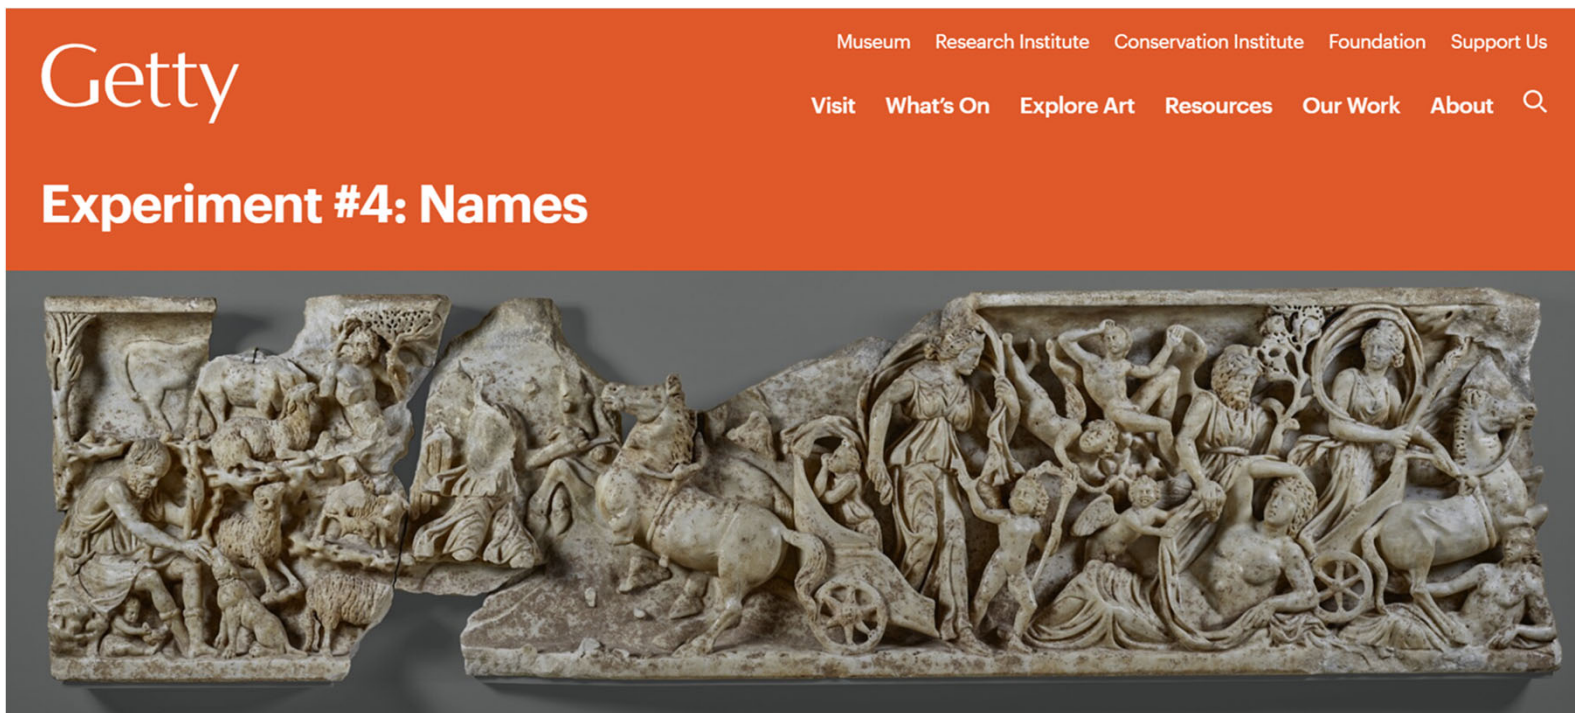 Getty
Museum Research Institute Conservation Institute Foundation Support Us
Visit What's On Explore Art Resources Our Work About
Experiment #4: Names